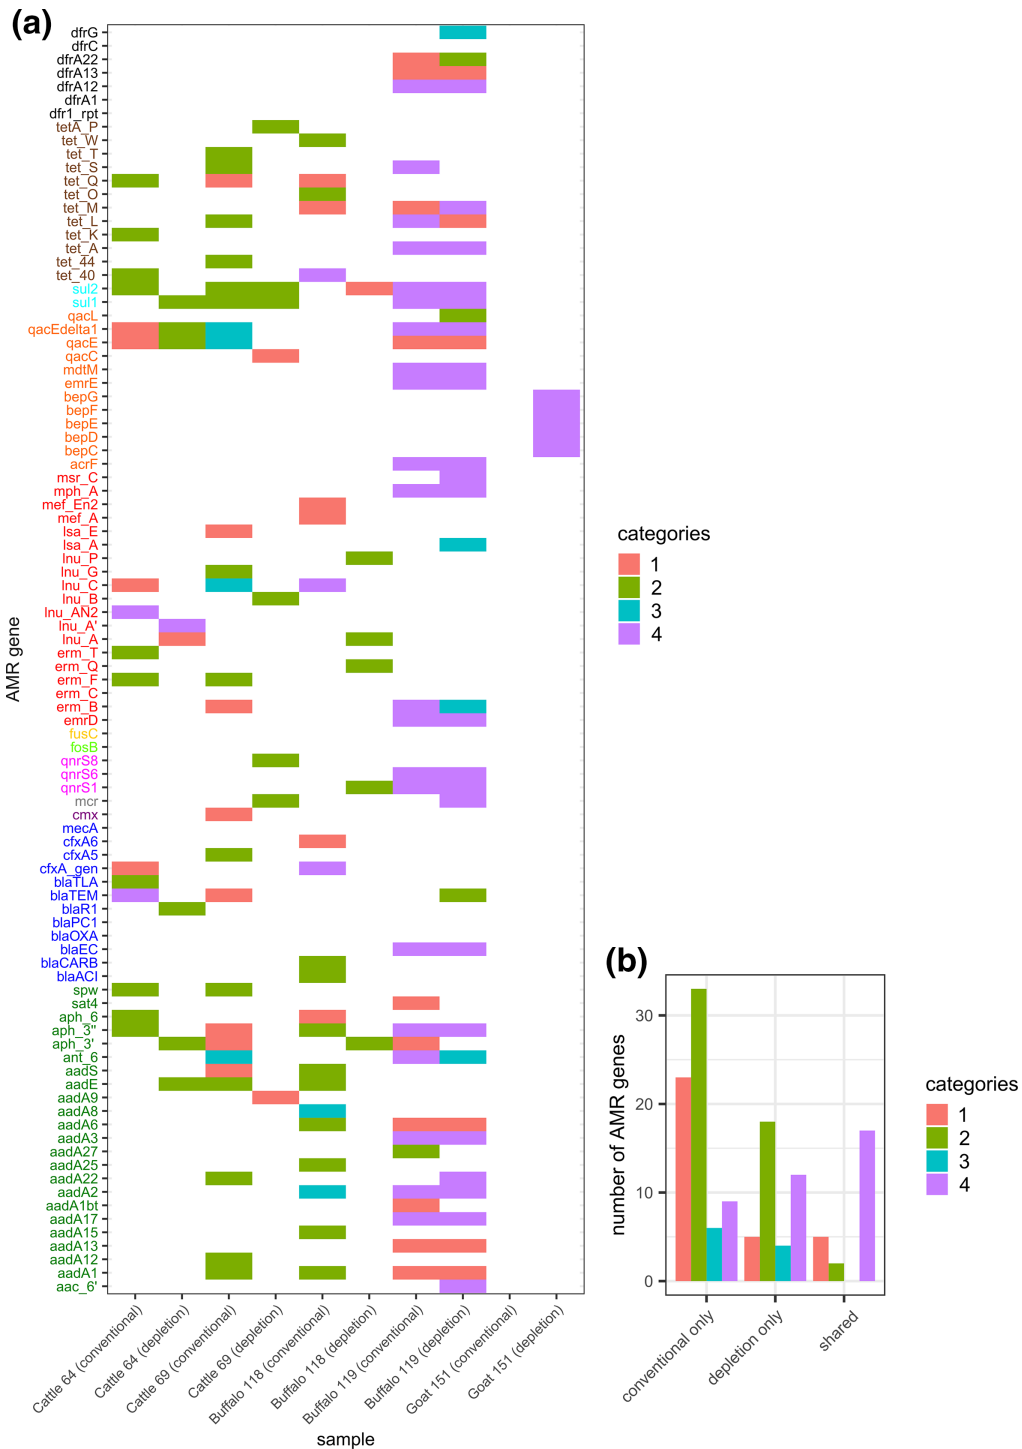 (a)
dfrG
dfrC
dfrA22
dfrA13
dfrA12
dfrA1
dfr1_rpt
tetA_P
tet_W
tet_T
tet_S
tet_Q
tet_O
tet_M
tet_L
tet_K
tet_A
tet_44
tet_40
sul2
sul1
qacL
qacEdelta1
qacE
qacC
mdtM
emrE
bepG
bepF
bepE
bepD
bepC
acrF
msr_C
mph_A
mef_En2
mef_A
lsa_E
lsa_A
lnu_P
lnu_G
lnu_C
lnu_B
lnu_AN2
lnu_A'
lnu_A
erm_T
erm_Q
erm_F
erm_C
erm_B
emrD
fusC
fosB
qnrS8
qnrS6
qnrS1
mcr
cmx
mecA
cfxA6
cfxA5
cfxA_gen
blaTLA
blaTEM
blaR1
blaPC1
blaOXA
blaEC
blaCARB
blaACI
spw
sat4
aph_6
aph_3"
aph_3'
ant_6
aadS
aadE
aadA9
aadA8
aadA6
aadA3
aadA27
aadA25
aadA22
aadA2
aadA1bt
aadA17
aadA15
aadA13
aadA12
aadA1
aac_6'
AMR gene
Cattle 64 (conventional)
Cattle 64 (depletion)
Cattle 69 (conventional)
Cattle 69 (depletion)
Buffalo 118 (conventional)
Buffalo 118 (depletion)
Buffalo 119 (conventional)
Buffalo 119 (depletion)
Goat 151 (conventional)
Goat 151 (depletion)
sample
categories
1
2
3
4
(b)
number of AMR genes
30
20
10
0
conventional only
depletion only
shared
categories
1
2
3
4